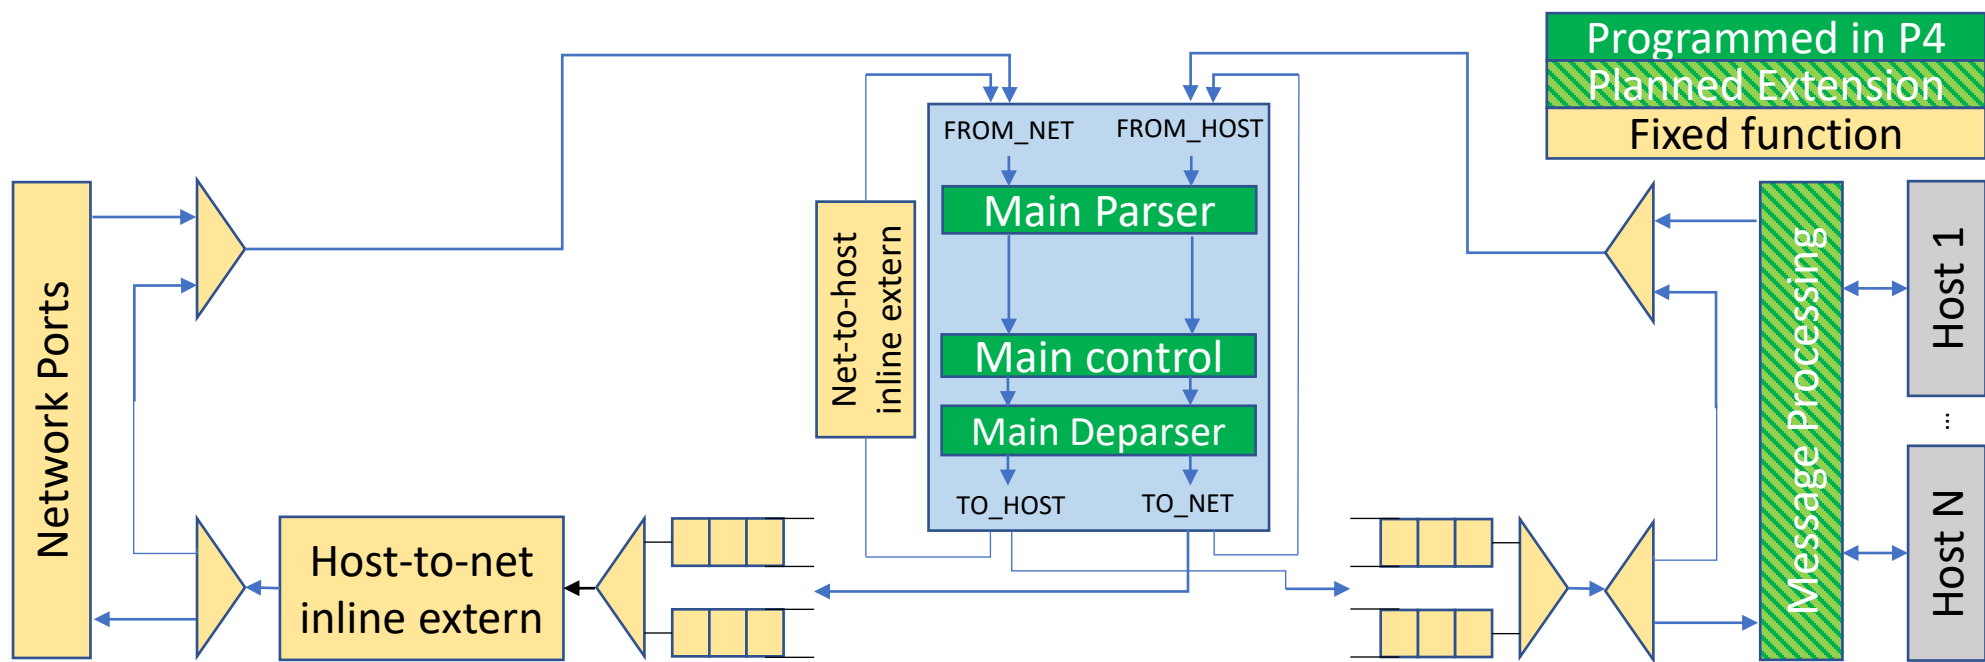 Programmed in P4
Planned Extension
Fixed function
FROM_NET
FROM_HOST
Main Parser
Main control
Main Deparser
TO_HOST
TO_NET
Net-to-host
inline extern
Network Ports
Host-to-net
inline extern
Message Processing
Host 1
...
Host N